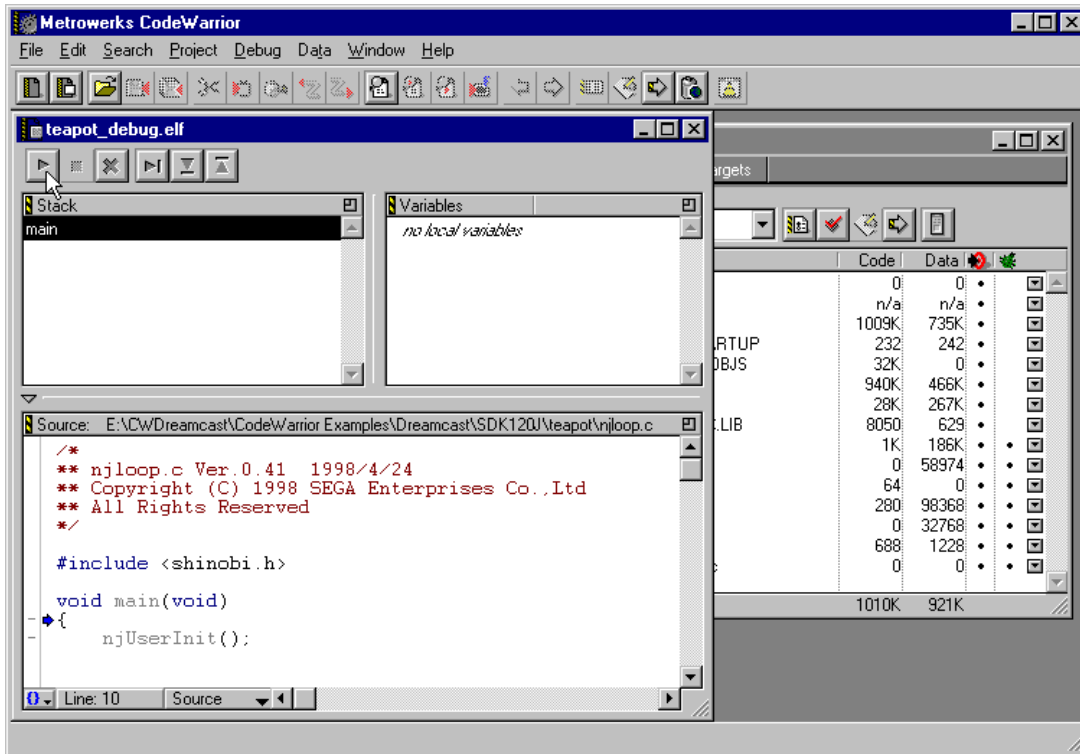 Metrowerks CodeWarrior
File Edit Search Project Debug Data Window Help
teapot_debug.elf
Stack
main
Variables
no local variables
Source: E:\CWDreamcast\CodeWarrior Examples\Dreamcast\SDK120J\teapot\njloop.c
/*
** njloop.c Ver.0.41 1998/4/24
** Copyright (C) 1998 SEGA Enterprises Co.,Ltd
** All Rights Reserved
*/
#include <shinobi.h>
void main(void)
{
njUserInit();
Line: 10 Source
argets
Code Data
0 0
n/a n/a
1009K 735K
RTUP 232 242
OBJS 32K 0
940K 466K
28K 267K
.LIB 8050 629
1K 186K
0 58974
64 0
280 98368
0 32768
688 1228
0 0
1010K 921K